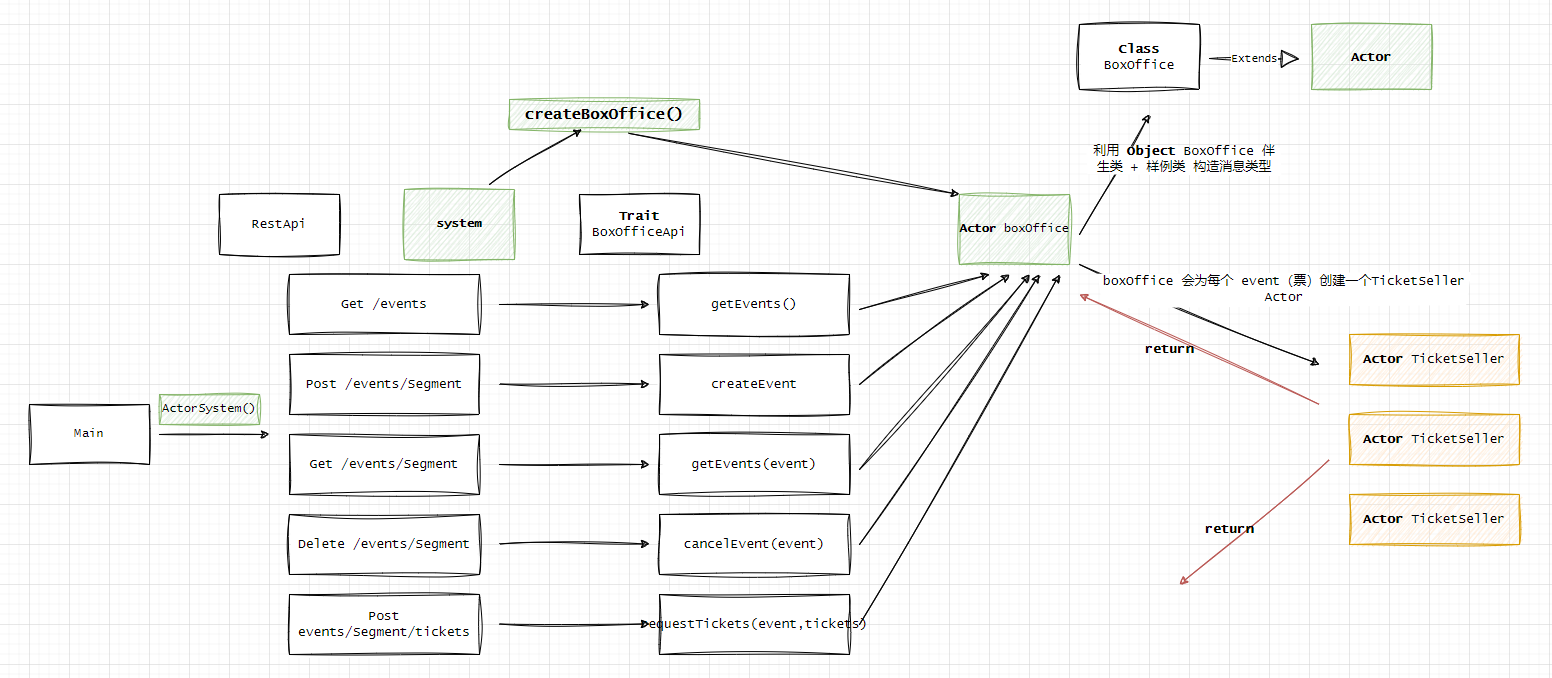 Class
BoxOffice
Extends
Actor
createBoxOffice()
利用 Object BoxOffice 伴
生类 + 样例类 构造消息类型
RestApi
system
Trait
BoxOfficeApi
Actor boxOffice
boxOffice 会为每个 event（票）创建一个TicketSeller
Actor
Get /events
getEvents()
return
Actor TicketSeller
Post /events/Segment
createEvent
ActorSystem()
Main
Actor TicketSeller
Get /events/Segment
getEvents(event)
Actor TicketSeller
return
Delete /events/Segment
cancelEvent(event)
Post
events/Segment/tickets
equestTickets(event,tickets)